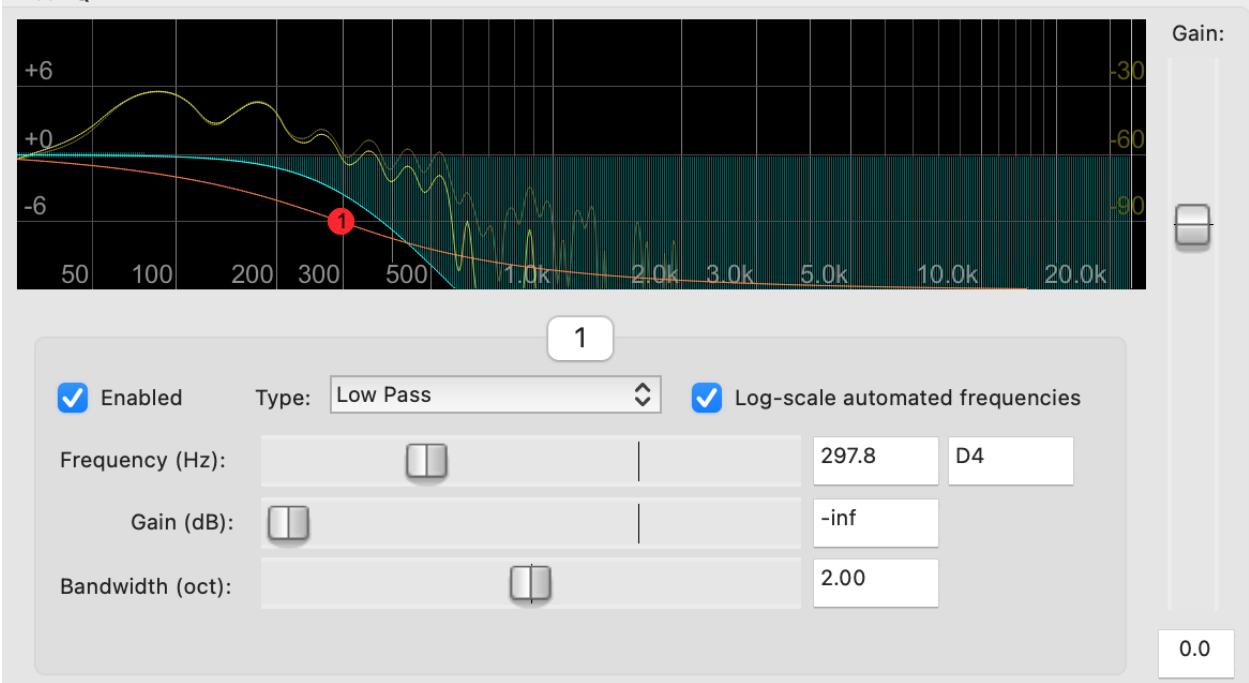 Gain:
+6
-30
+0
-60
-6
-90
50 100 200 300 500 1.0k 2.0k 3.0k 5.0k 10.0k 20.0k
1
1
Enabled Type: Low Pass Log-scale automated frequencies
Frequency (Hz): 297.8 D4
Gain (dB): -inf
Bandwidth (oct): 2.00
0.0